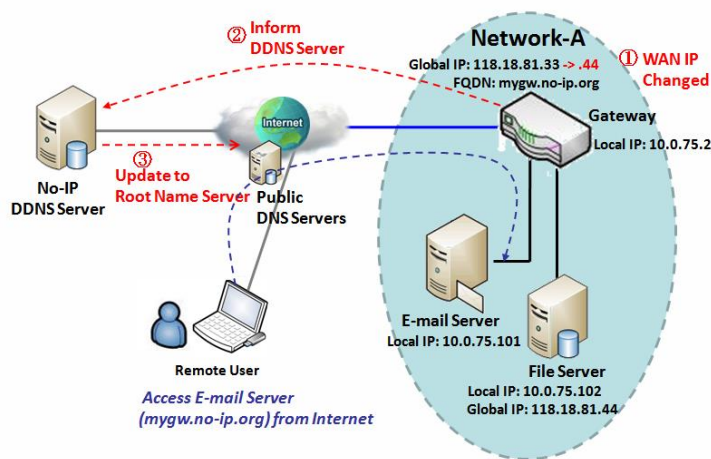 ② Inform
DDNS Server
Network-A
Global IP: 118.18.81.33 -> .44
FQDN: mygw.no-ip.org
① WAN IP
Changed
Gateway
Local IP: 10.0.75.2
Internet
③
Update to
Root Name Server
No-IP
DDNS Server
Public
DNS Servers
E-mail Server
Local IP: 10.0.75.101
Remote User
File Server
Local IP: 10.0.75.102
Global IP: 118.18.81.44
Access E-mail Server
(mygw.no-ip.org) from Internet